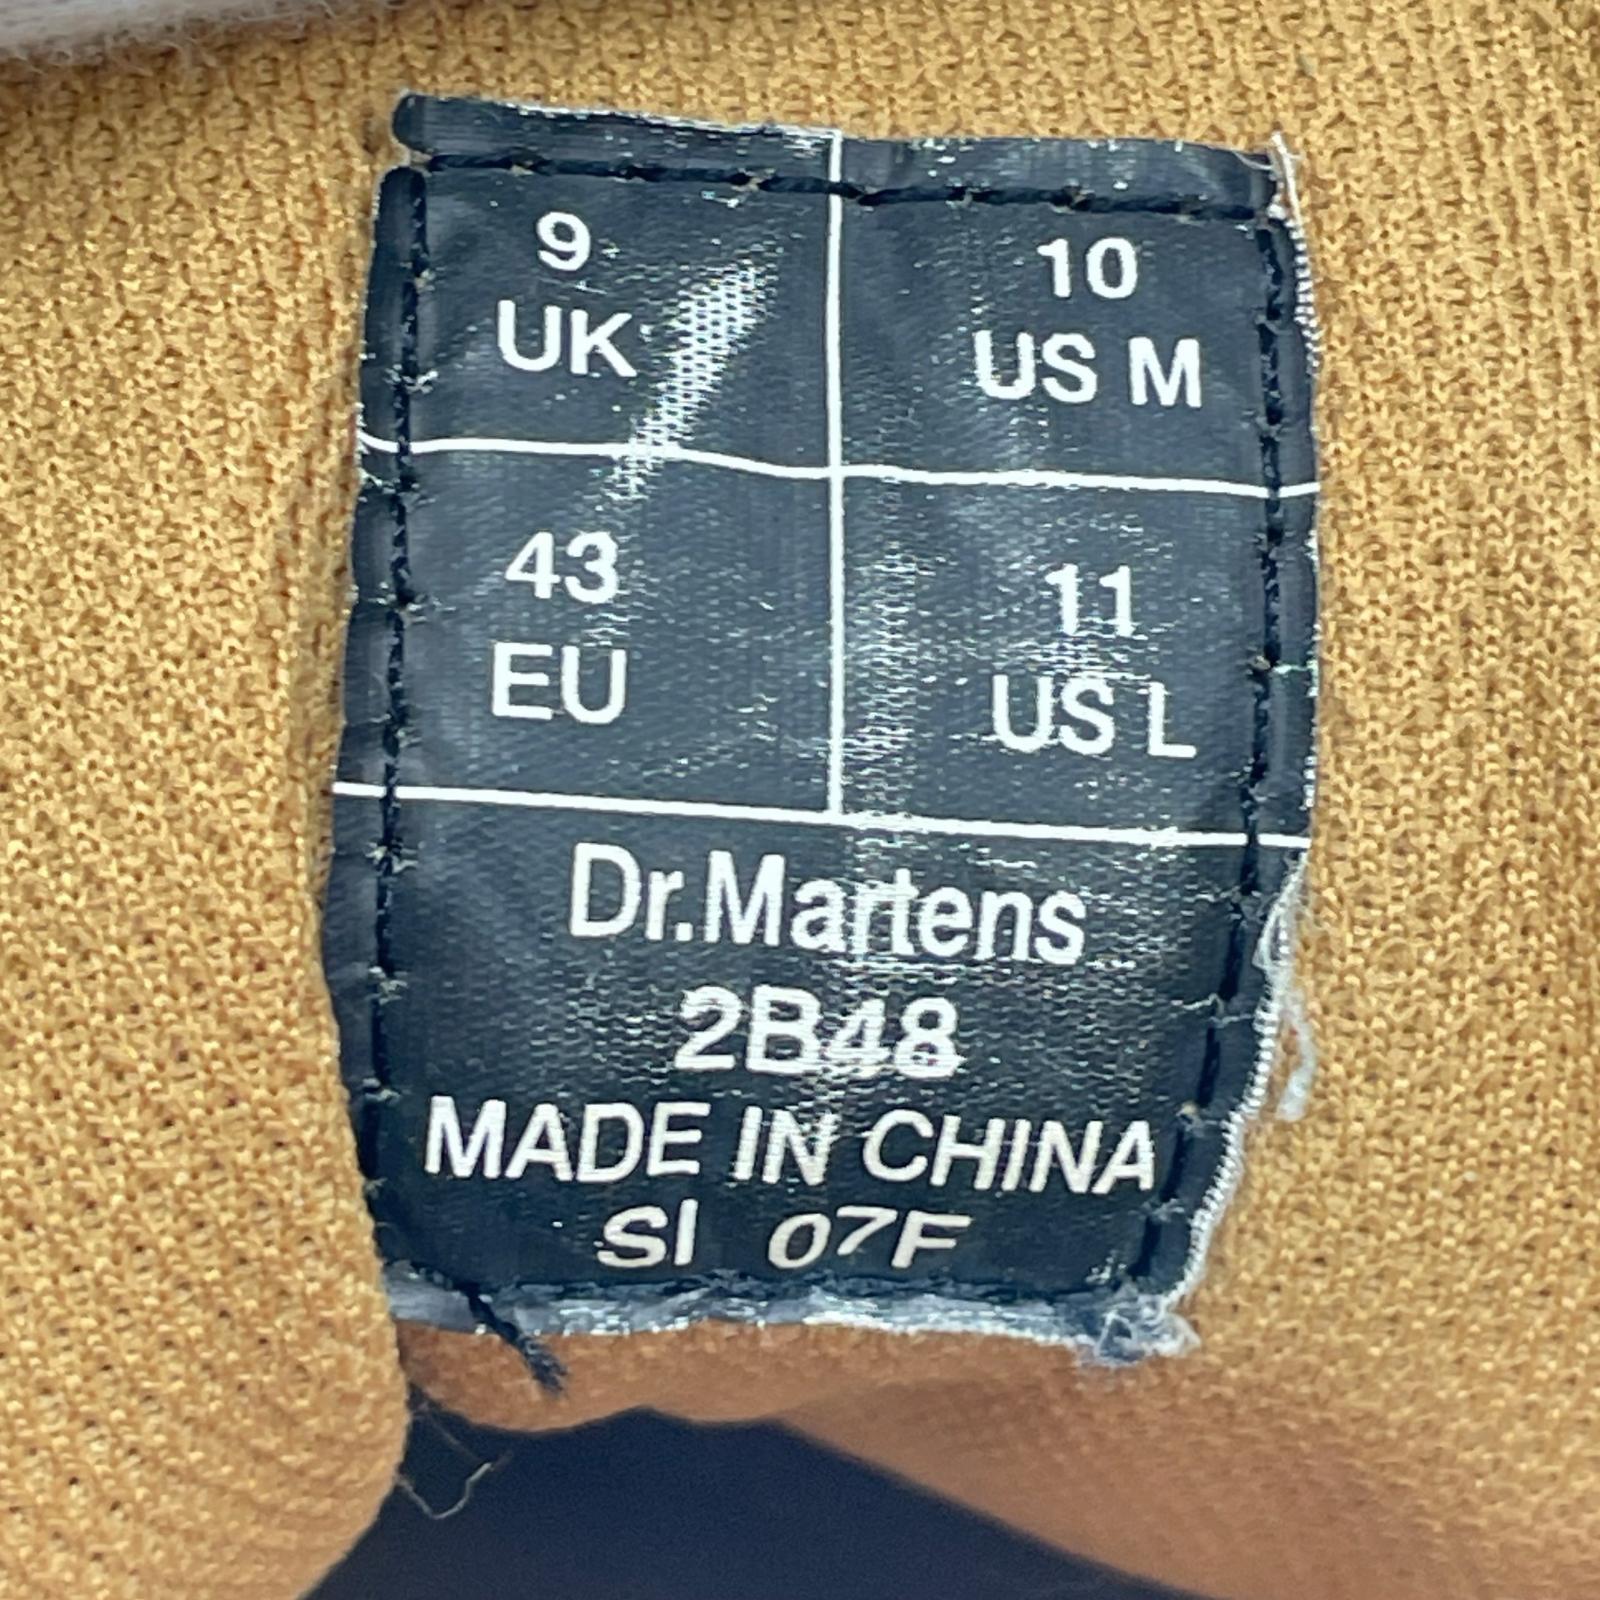 9
UK
10
US M
43
EU
11
US L
Dr.Martens
2B48
MADE IN CHINA
SI 07F